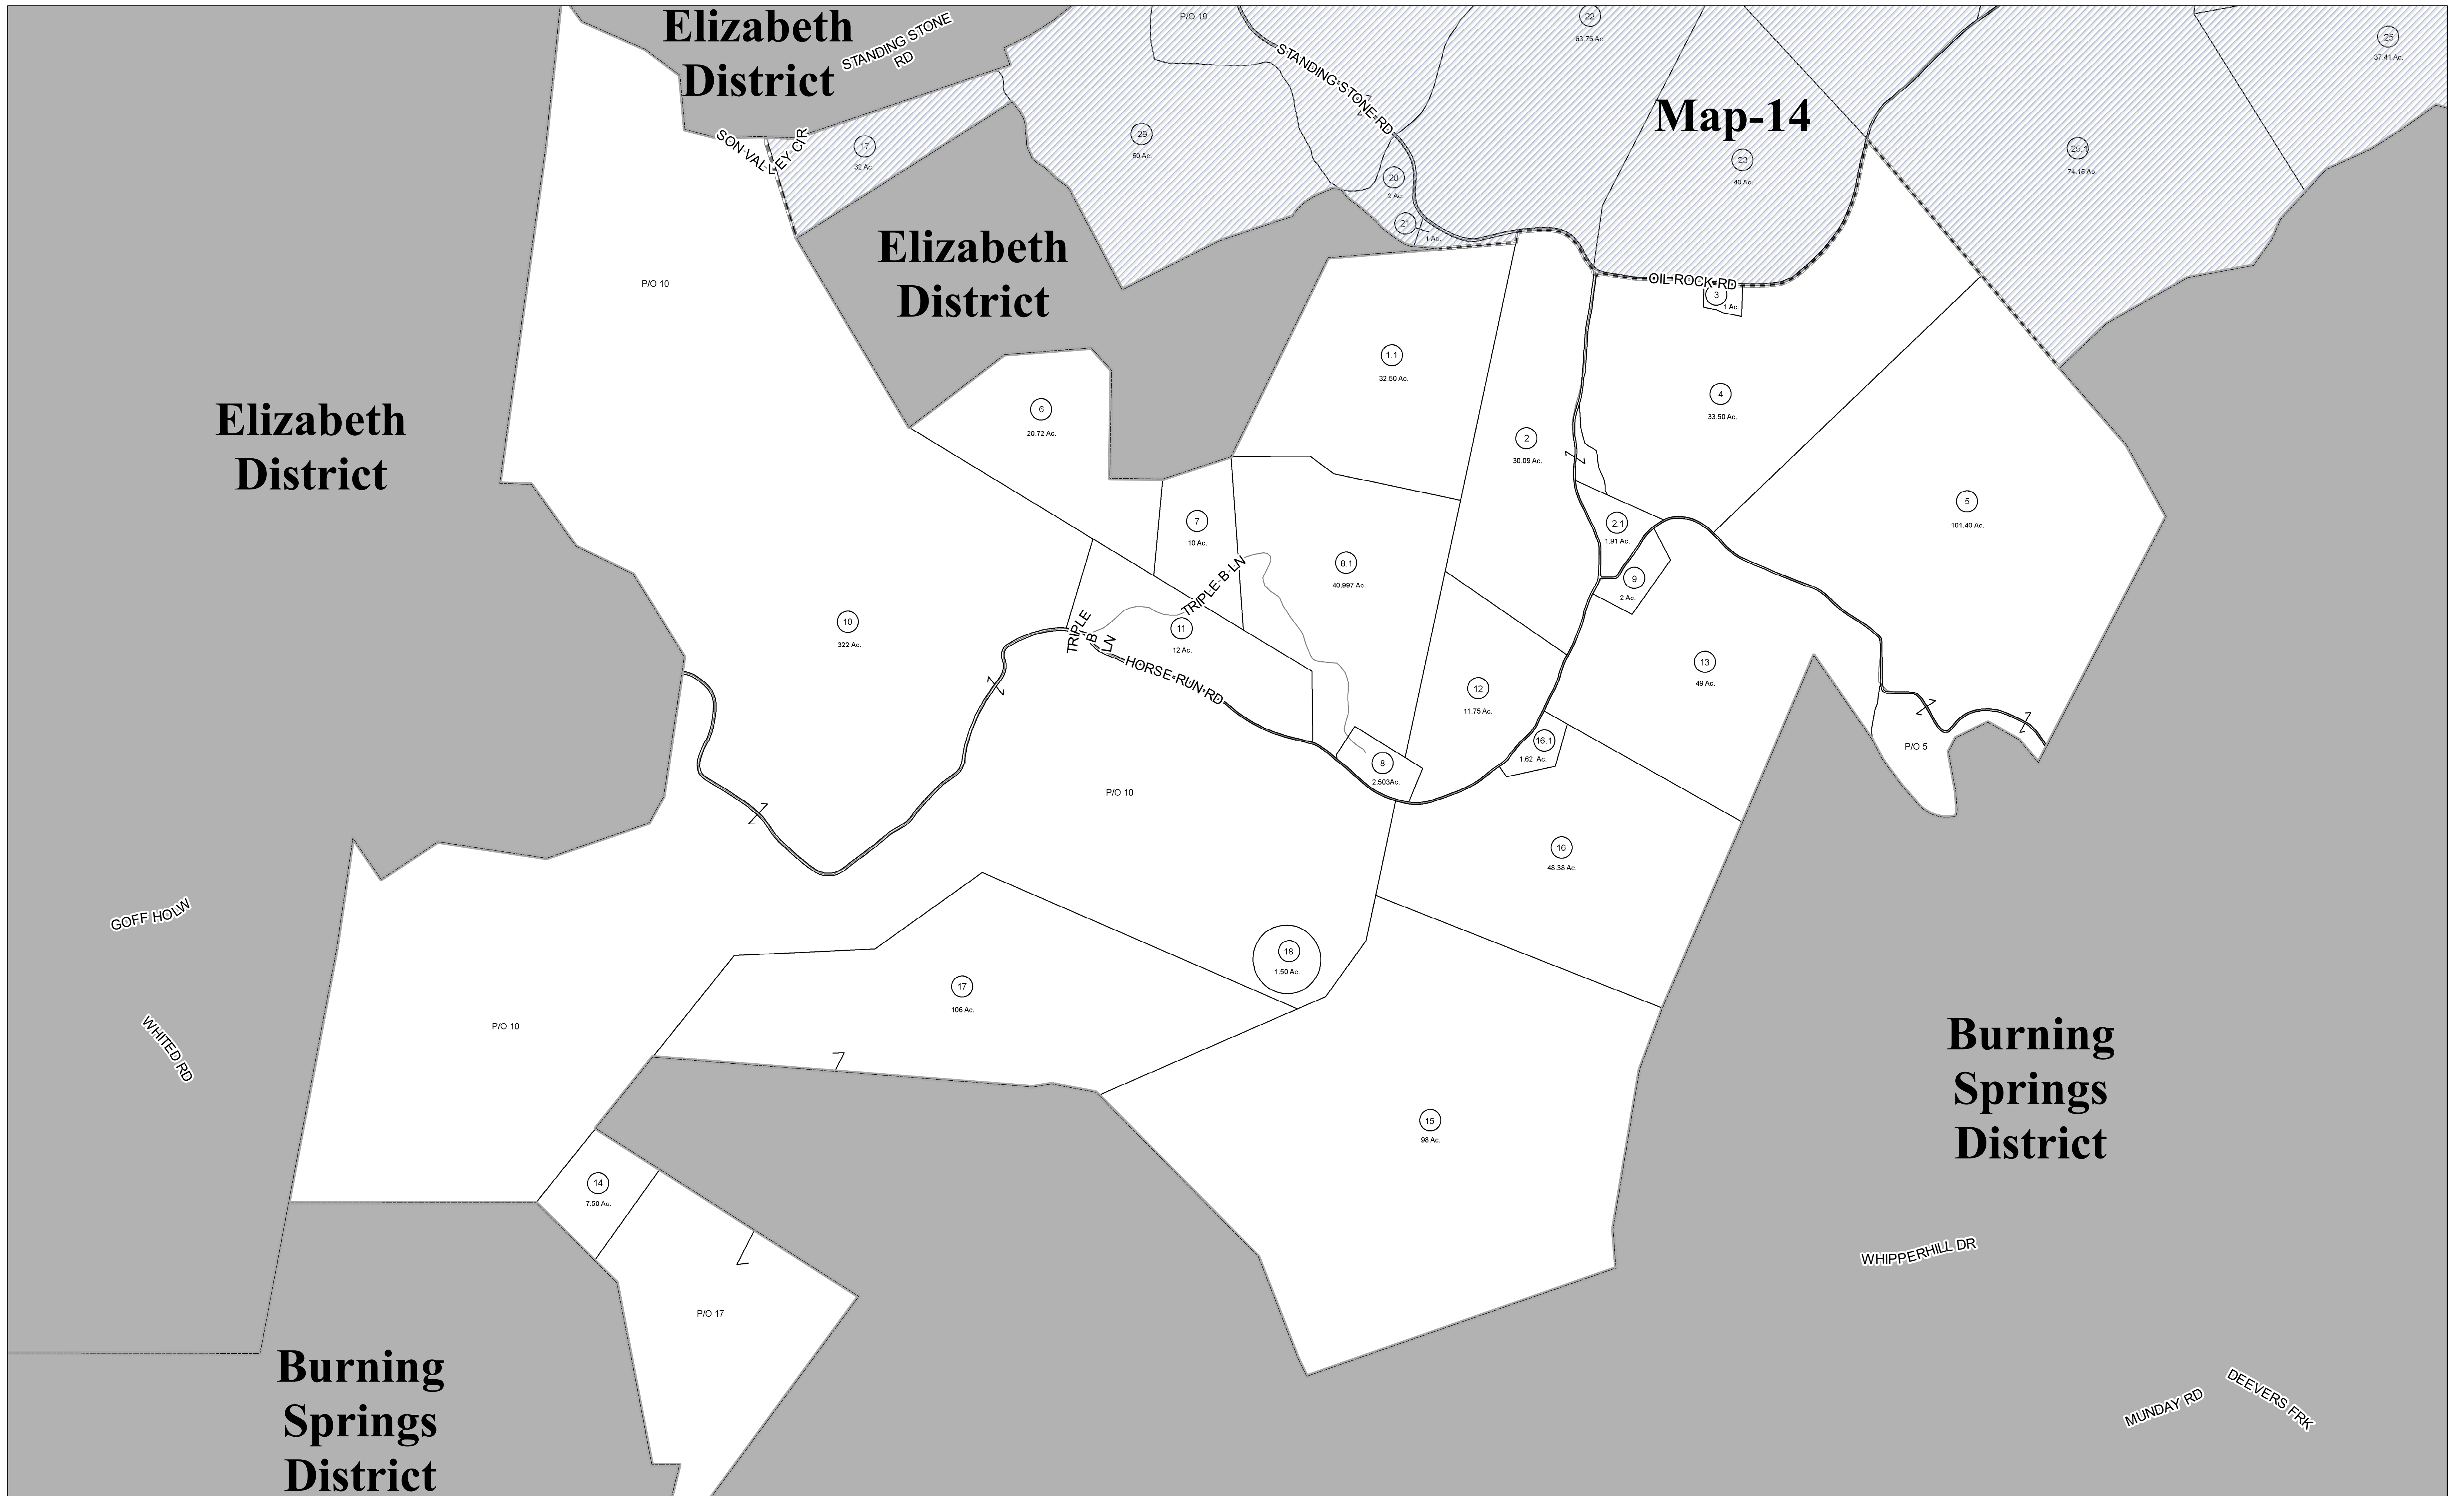 Elizabeth
District
STANDING STONE
RD
P/O 19
22
63.75 Ac.
25
37.41 Ac.
STANDING STONE RD
Map-14
SON VALLEY CIR
17
32 Ac.
29
60 Ac.
20
2 Ac.
21
1 Ac.
23
40 Ac.
25.1
74.15 Ac.
Elizabeth
District
P/O 10
OIL ROCK RD
3
1 Ac.
1.1
32.50 Ac.
4
33.50 Ac.
Elizabeth
District
6
20.72 Ac.
2
30.09 Ac.
5
101.40 Ac.
7
10 Ac.
2.1
1.91 Ac.
8.1
40.997 Ac.
9
2 Ac.
TRIPLE B LN
10
322 Ac.
TRIPLE
B
LN
11
12 Ac.
HORSE RUN RD
12
11.75 Ac.
13
49 Ac.
16.1
1.62 Ac.
P/O 5
8
2.503Ac.
P/O 10
16
48.38 Ac.
GOFF HOLW
18
1.50 Ac.
17
106 Ac.
P/O 10
WHITED RD
Burning
Springs
District
15
98 Ac.
14
7.50 Ac.
WHIPPERHILL DR
P/O 17
Burning
Springs
District
MUNDAY RD
DEEVERS FRK